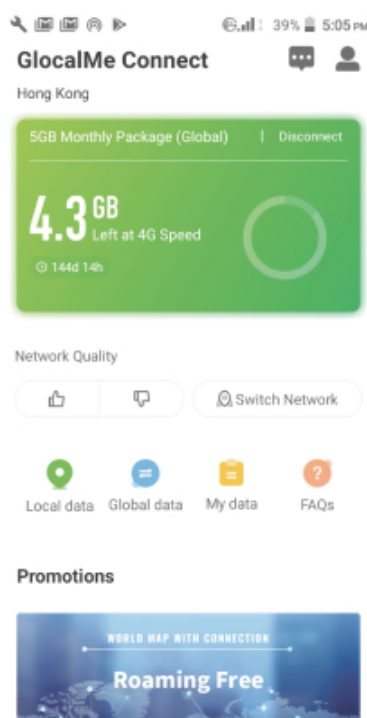 39% 5:05 PM
GlocalMe Connect
Hong Kong
5GB Monthly Package (Global) | Disconnect
4.3 GB
Left at 4G Speed
144d 14h
Network Quality
Switch Network
Local data Global data My data FAQs
Promotions
WORLD MAP WITH CONNECTION
Roaming Free